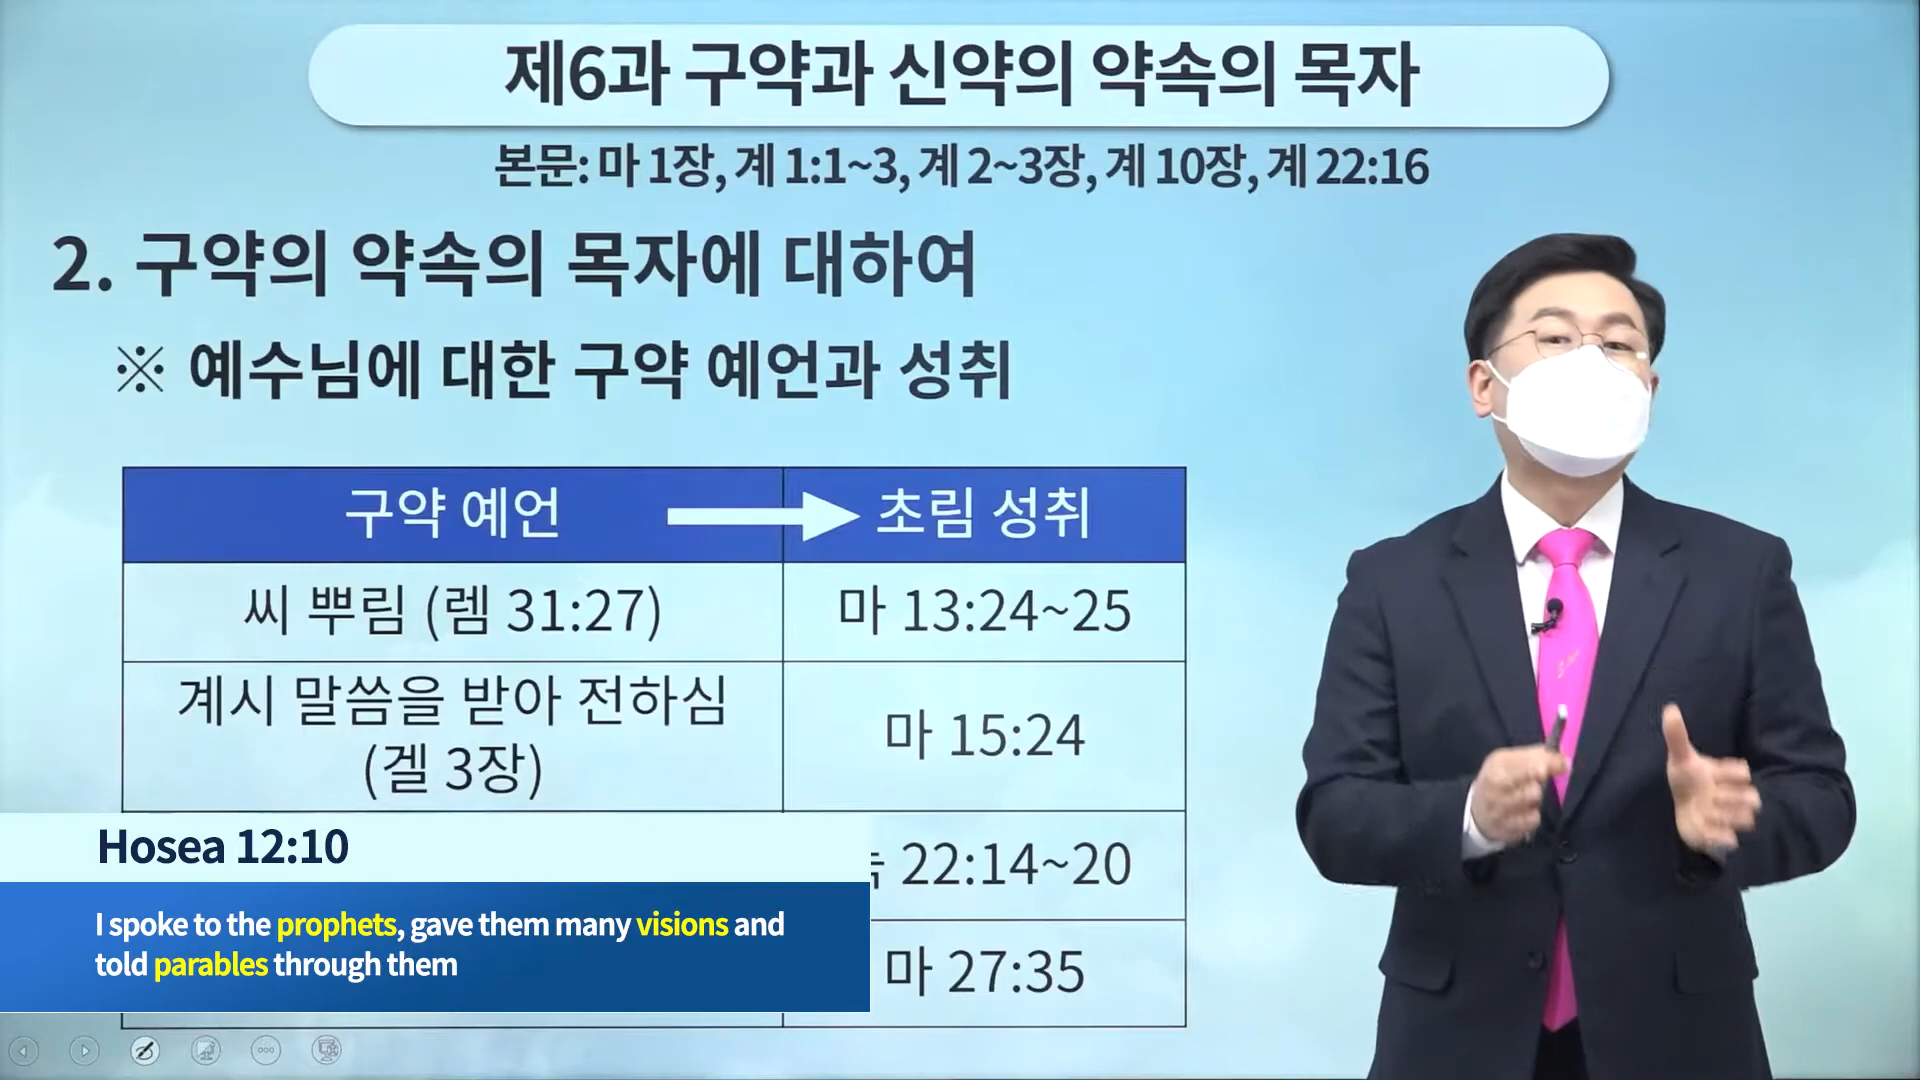 제6과 구약과 신약의 약속의 목자
본문: 마 1장, 계 1:1~3, 계 2~3장, 계 10장, 계 22:16
2. 구약의 약속의 목자에 대하여
※ 예수님에 대한 구약 예언과 성취
구약 예언 → 초림 성취
씨 뿌림 (렘 31:27) 마 13:24~25
계시 말씀을 받아 전하심
(겔 3장) 마 15:24
22:14~20
마 27:35
Hosea 12:10
I spoke to the prophets, gave them many visions and
told parables through them